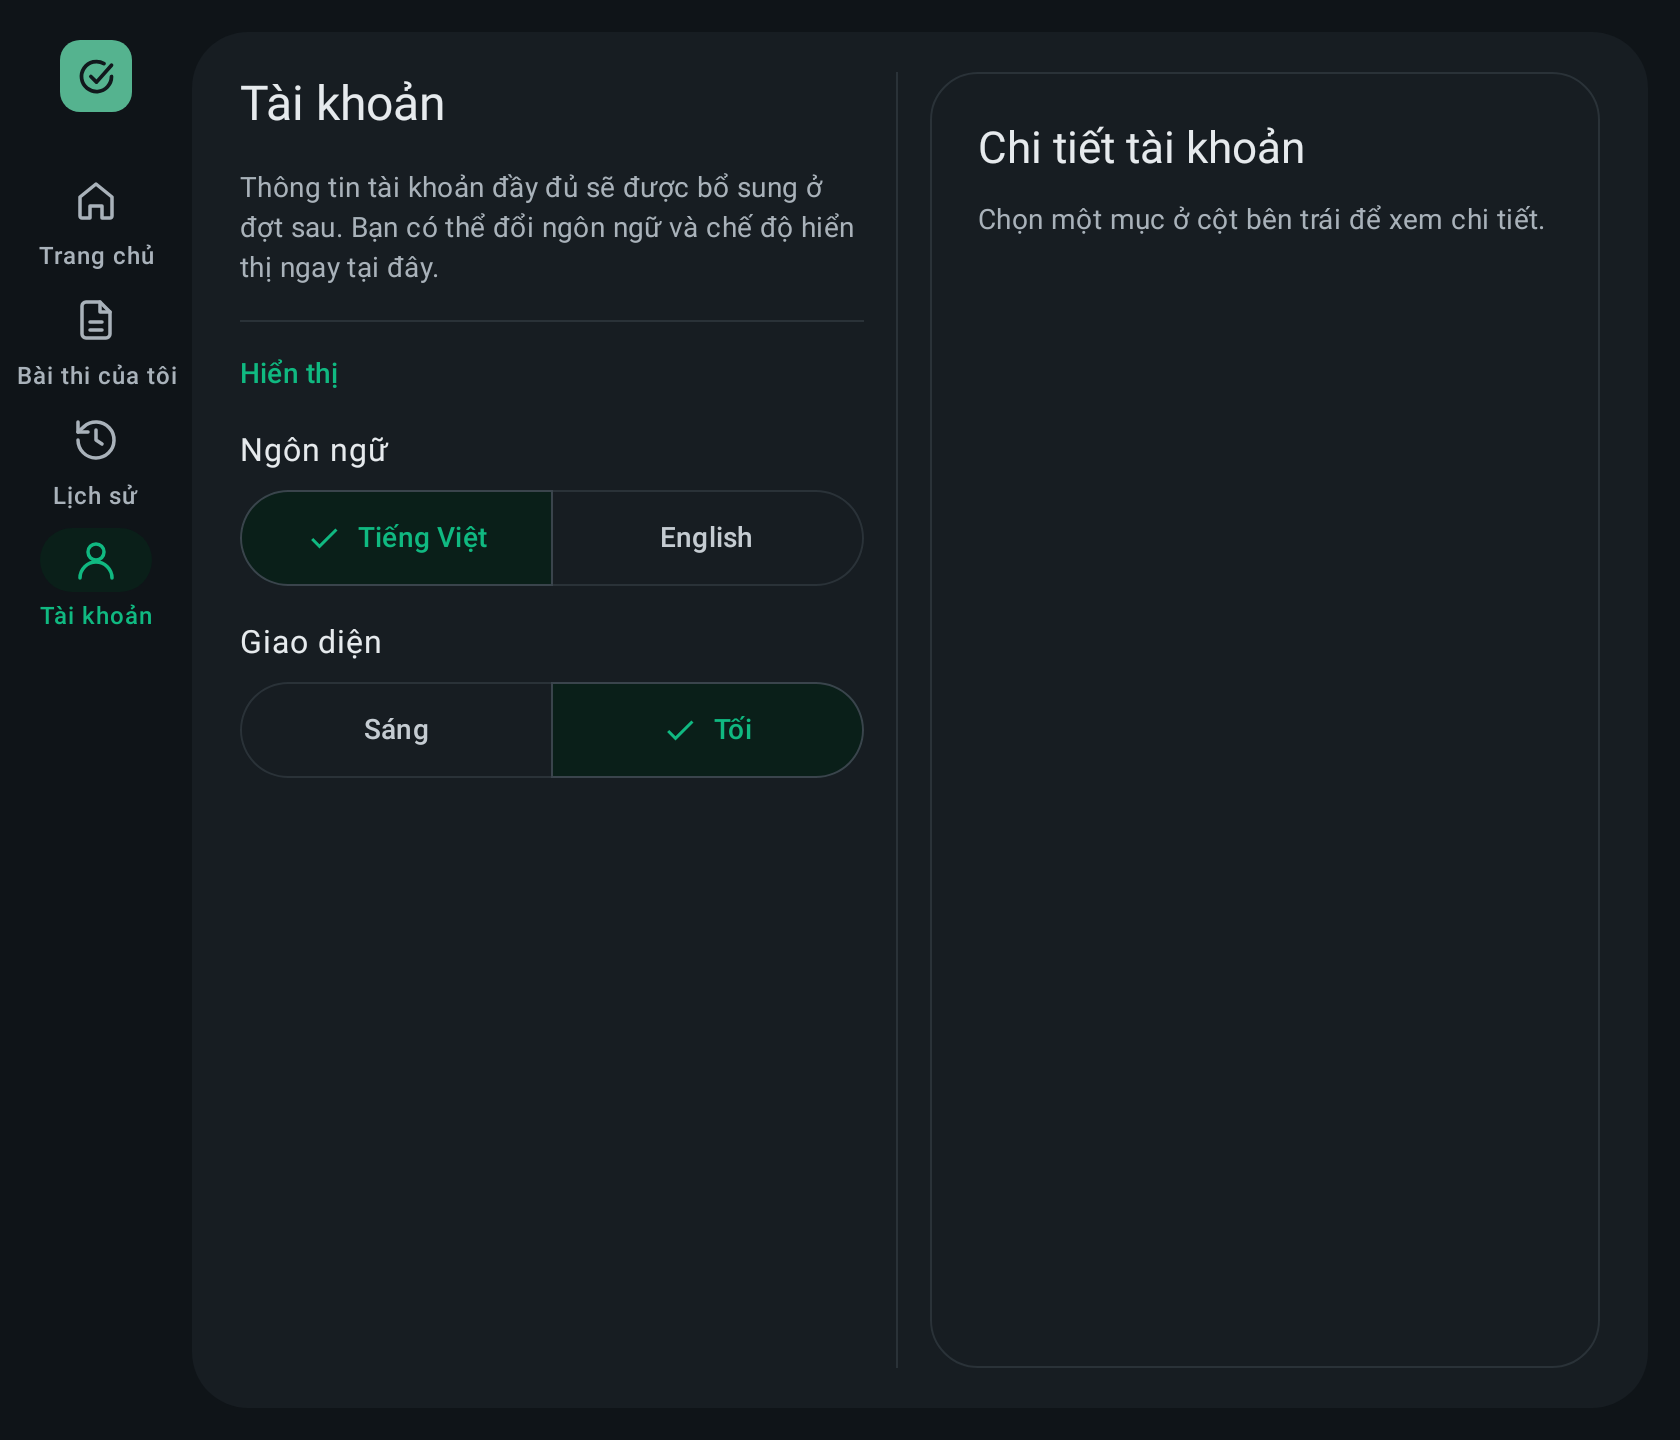 Trang chủ
Bài thi của tôi
Lịch sử
Tài khoản
Tài khoản
Thông tin tài khoản đầy đủ sẽ được bổ sung ở
đợt sau. Bạn có thể đổi ngôn ngữ và chế độ hiển
thị ngay tại đây.
Hiển thị
Ngôn ngữ
Tiếng Việt
English
Giao diện
Sáng
Tối
Chi tiết tài khoản
Chọn một mục ở cột bên trái để xem chi tiết.